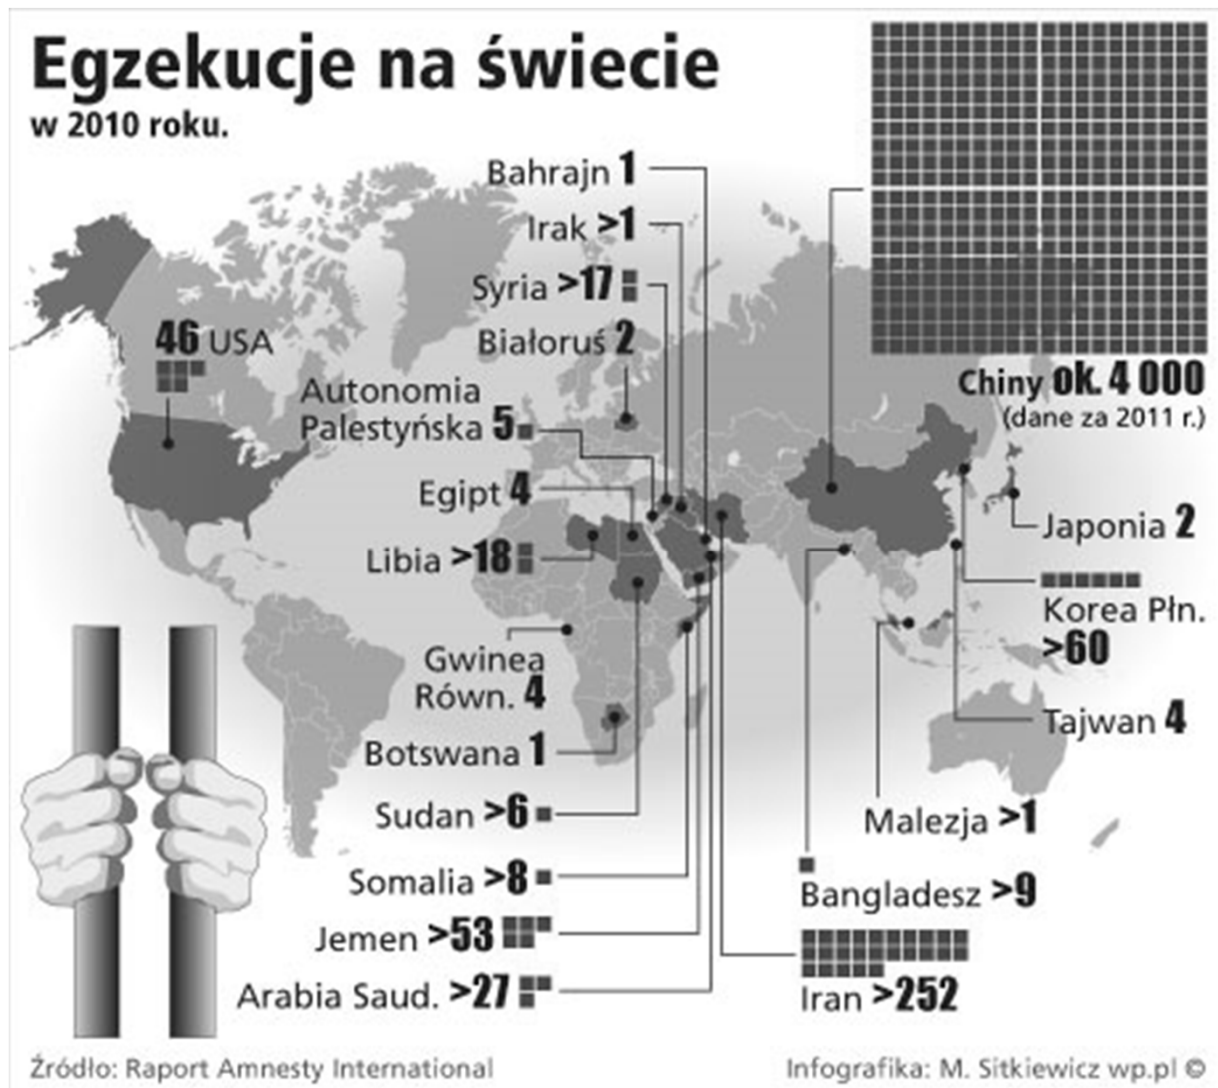 Egzekucje na świecie
w 2010 roku.
Bahrajn 1
Irak >1
Syria >17
Białoruś 2
46 USA
Autonomia
Palestyńska 5
Egipt 4
Libia >18
Gwinea
Równ. 4
Botswana 1
Sudan >6
Somalia >8
Jemen >53
Arabia Saud. >27
Chiny ok. 4 000
(dane za 2011 r.)
Japonia 2
Korea Płn.
>60
Tajwan 4
Malezja >1
Bangladesz >9
Iran >252
Źródło: Raport Amnesty International
Infografika: M. Sitkiewicz wp.pl ©